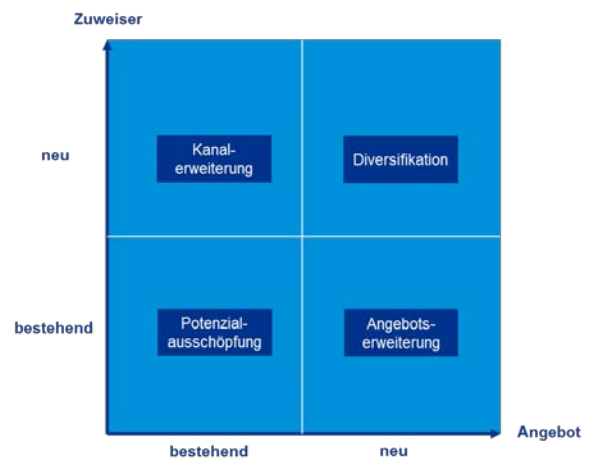 Zuweiser
neu
Kanal-
erweiterung
Diversifikation
bestehend
Potenzial-
ausschöpfung
Angebots-
erweiterung
Angebot
bestehend
neu